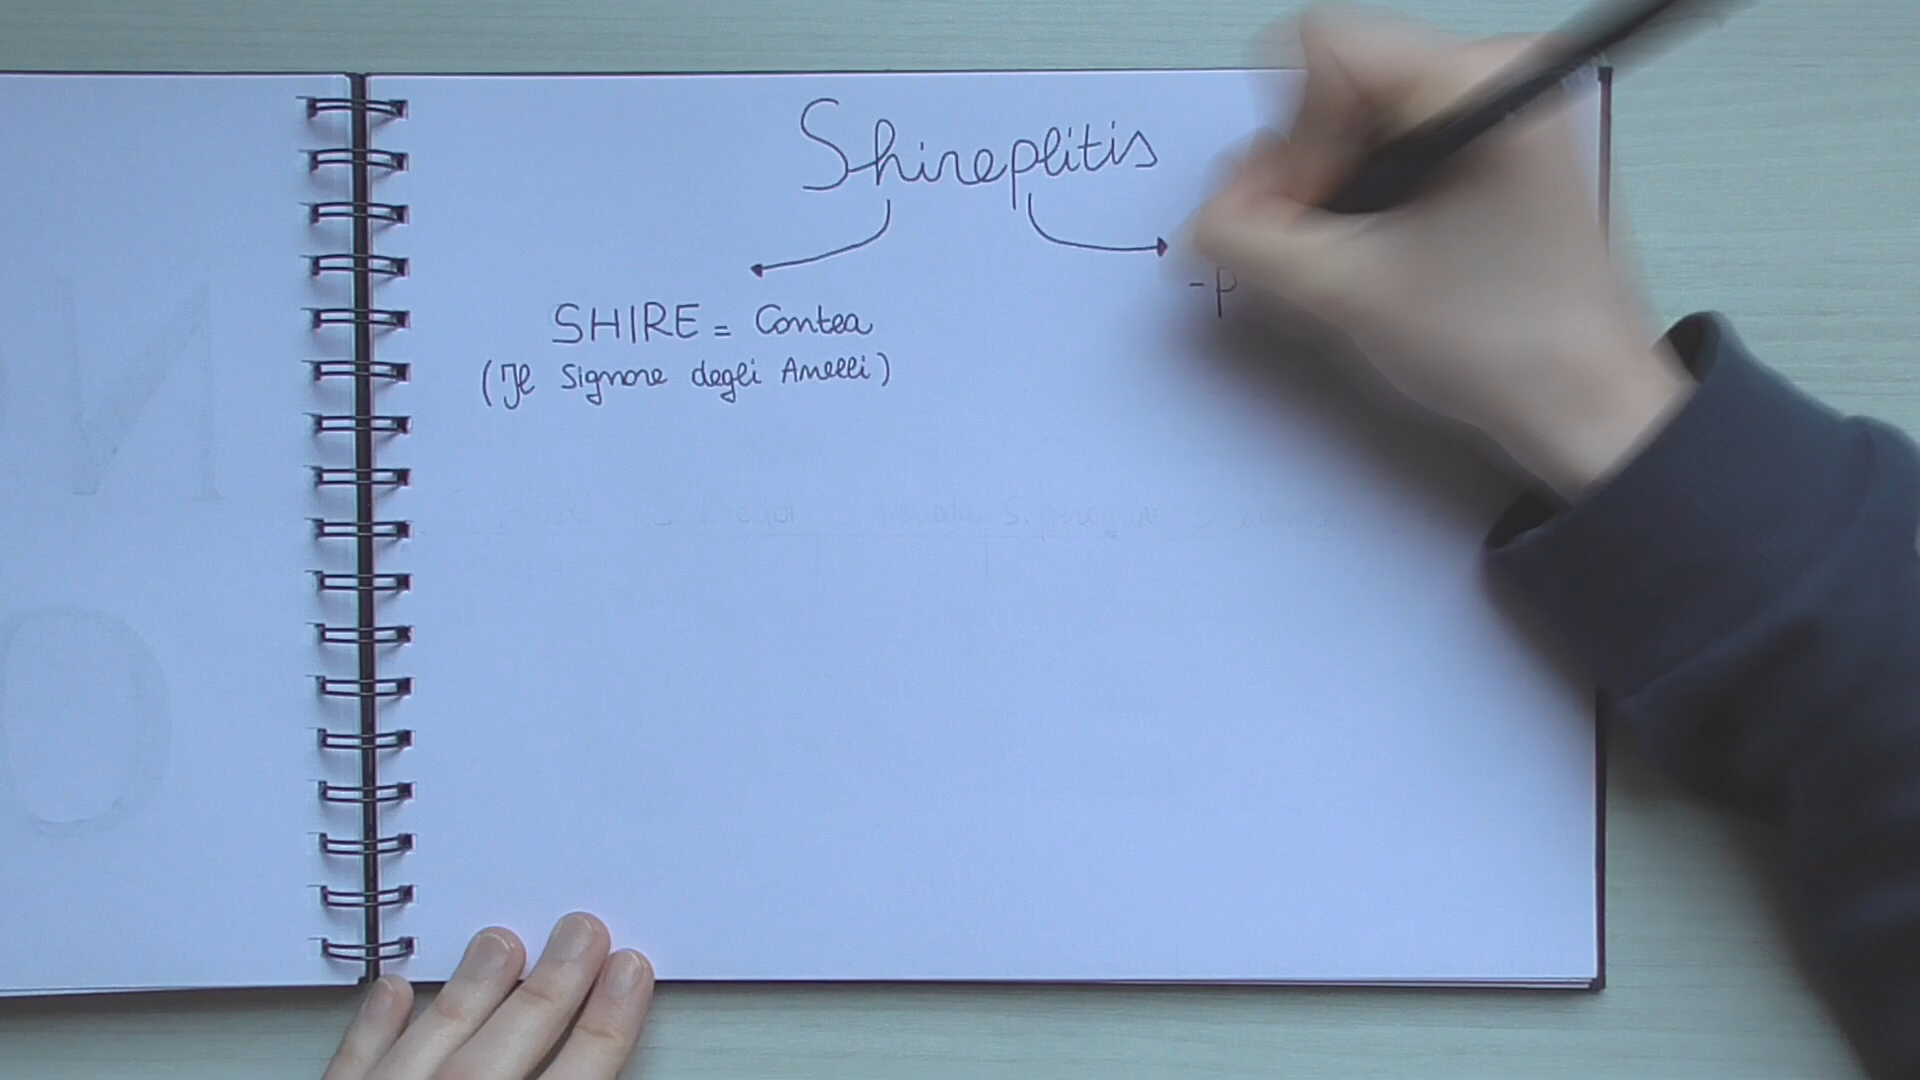 Shireplitis
SHIRE = Contea
(Il Signore degli Anelli)
-p